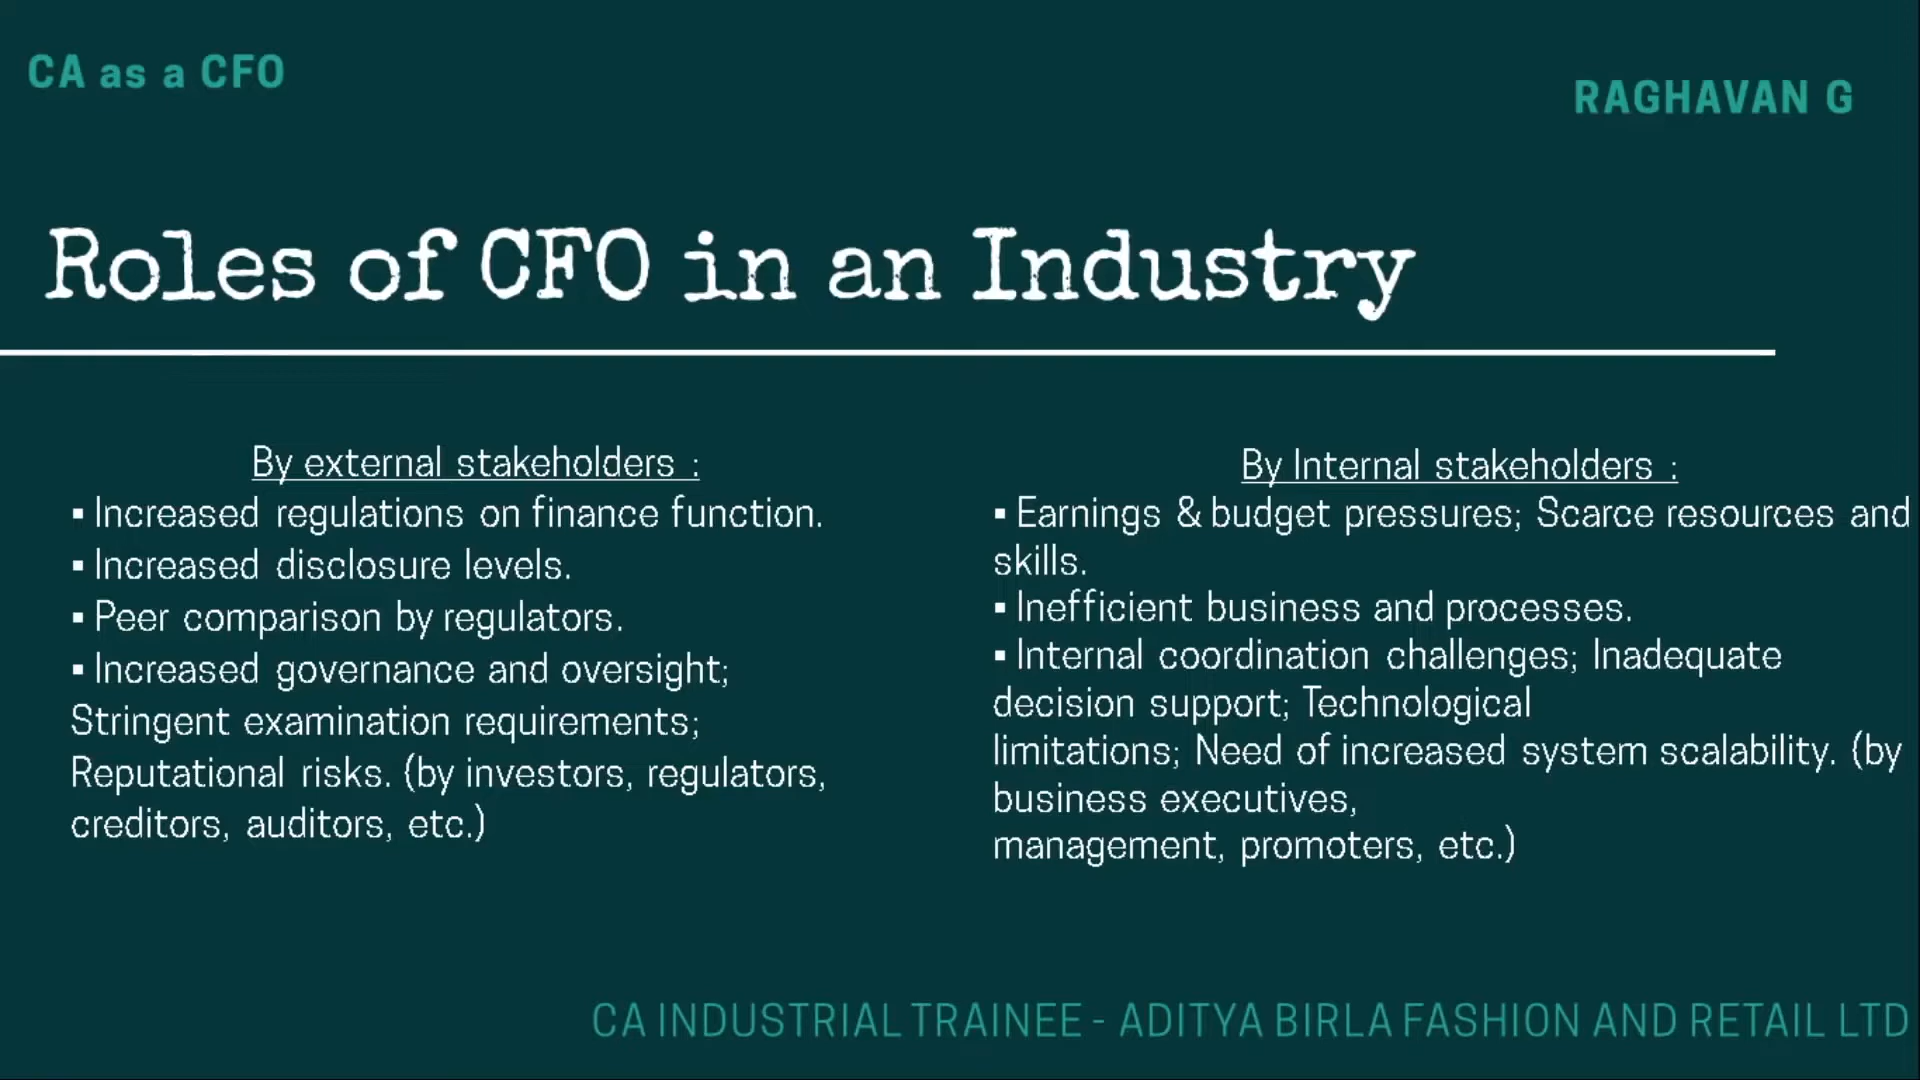 CA as a CFO
RAGHAVAN G
Roles of CFO in an Industry
By external stakeholders :
▪ Increased regulations on finance function.
▪ Increased disclosure levels.
▪ Peer comparison by regulators.
▪ Increased governance and oversight;
Stringent examination requirements;
Reputational risks. (by investors, regulators,
creditors, auditors, etc.)
By Internal stakeholders :
▪ Earnings & budget pressures; Scarce resources and
skills.
▪ Inefficient business and processes.
▪ Internal coordination challenges; Inadequate
decision support; Technological
limitations; Need of increased system scalability. (by
business executives,
management, promoters, etc.)
CA INDUSTRIAL TRAINEE - ADITYA BIRLA FASHION AND RETAIL LTD